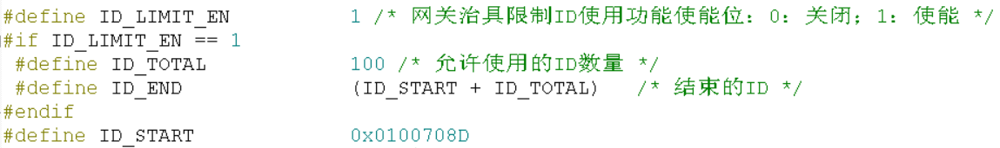 #define ID_LIMIT_EN 1 /* 网关治具限制ID使用功能使能位：0：关闭；1：使能 */
#if ID_LIMIT_EN == 1
#define ID_TOTAL 100 /* 允许使用的ID数量 */
#define ID_END (ID_START + ID_TOTAL) /* 结束的ID */
#endif
#define ID_START 0x0100708D